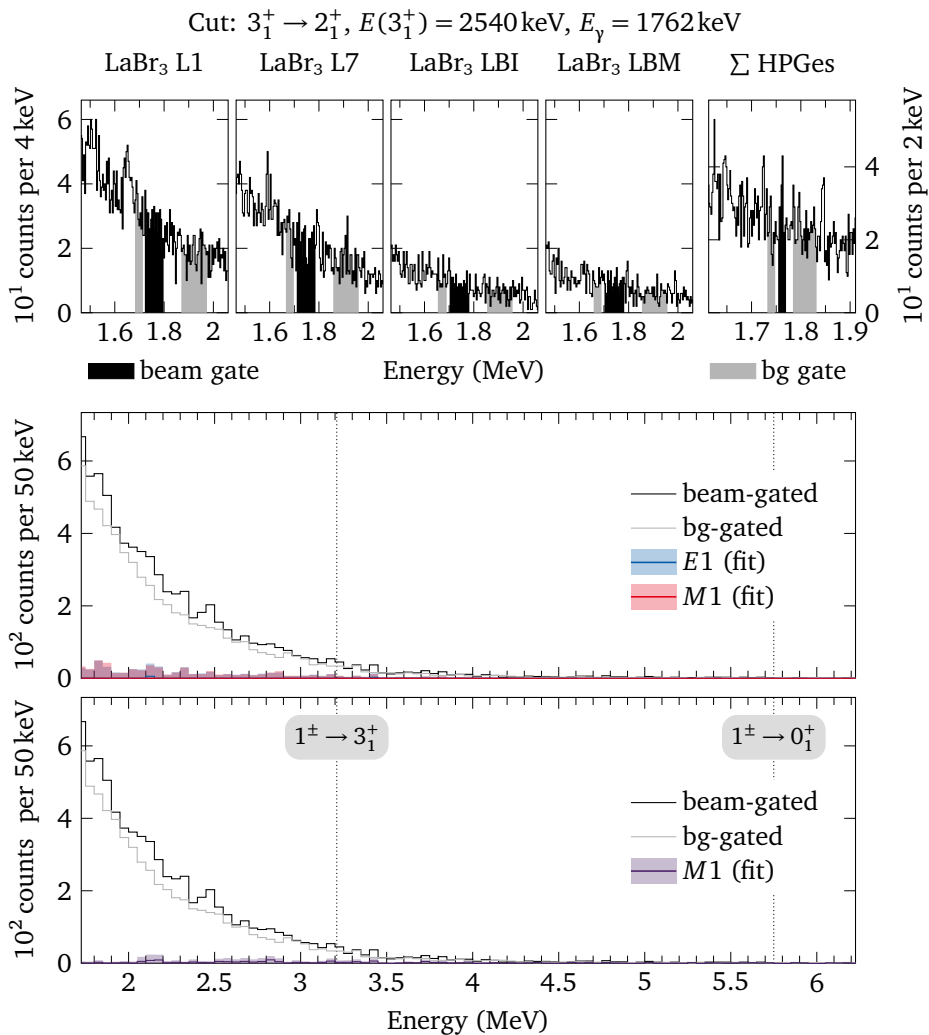 Cut: 3₁⁺ → 2₁⁺, E(3₁⁺) = 2540 keV, Eγ = 1762 keV
LaBr₃ L1 LaBr₃ L7 LaBr₃ LBI LaBr₃ LBM ∑ HPGes
10¹ counts per 4 keV
0 2 4 6
1.6 1.8 2 1.6 1.8 2 1.6 1.8 2 1.6 1.8 2 1.7 1.8 1.9
0 2 4
10¹ counts per 2 keV
beam gate Energy (MeV) bg gate
10² counts per 50 keV
0 2 4 6
beam-gated
bg-gated
E1 (fit)
M1 (fit)
10² counts per 50 keV
0 2 4 6
1± → 3₁⁺ 1± → 0₁⁺
beam-gated
bg-gated
M1 (fit)
2 2.5 3 3.5 4 4.5 5 5.5 6
Energy (MeV)